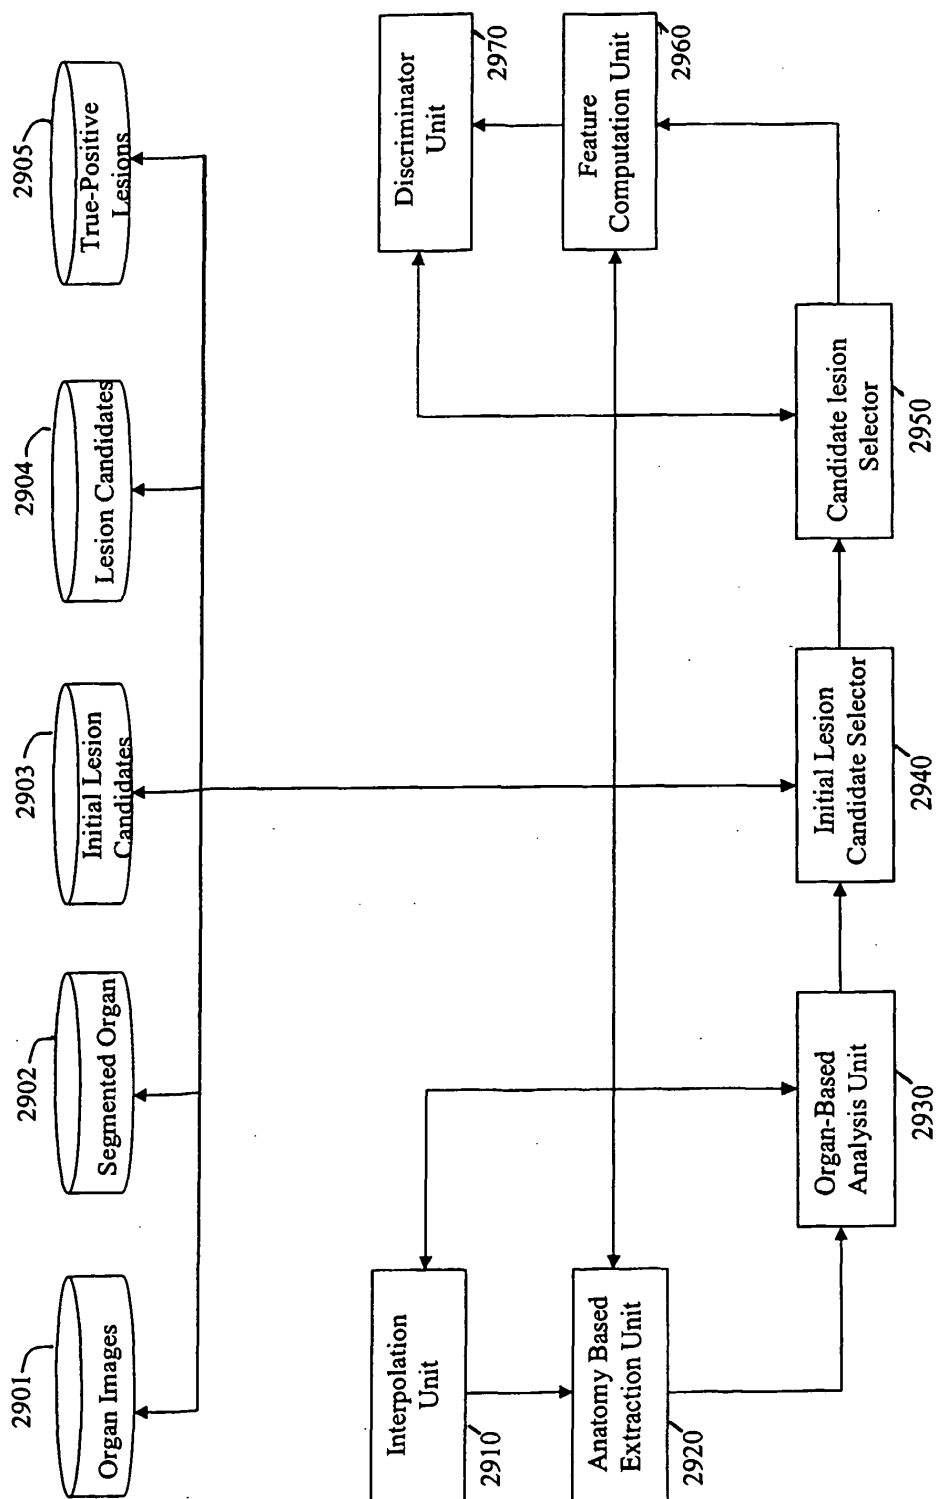 2901
Organ Images
2902
Segmented Organ
2903
Initial Lesion
Candidates
2904
Lesion Candidates
2905
True-Positive
Lesions
Interpolation
Unit
2910
Anatomy Based
Extraction Unit
2920
Organ-Based
Analysis Unit
2930
Initial Lesion
Candidate Selector
2940
Candidate lesion
Selector
2950
Feature
Computation Unit
2960
Discriminator
Unit
2970